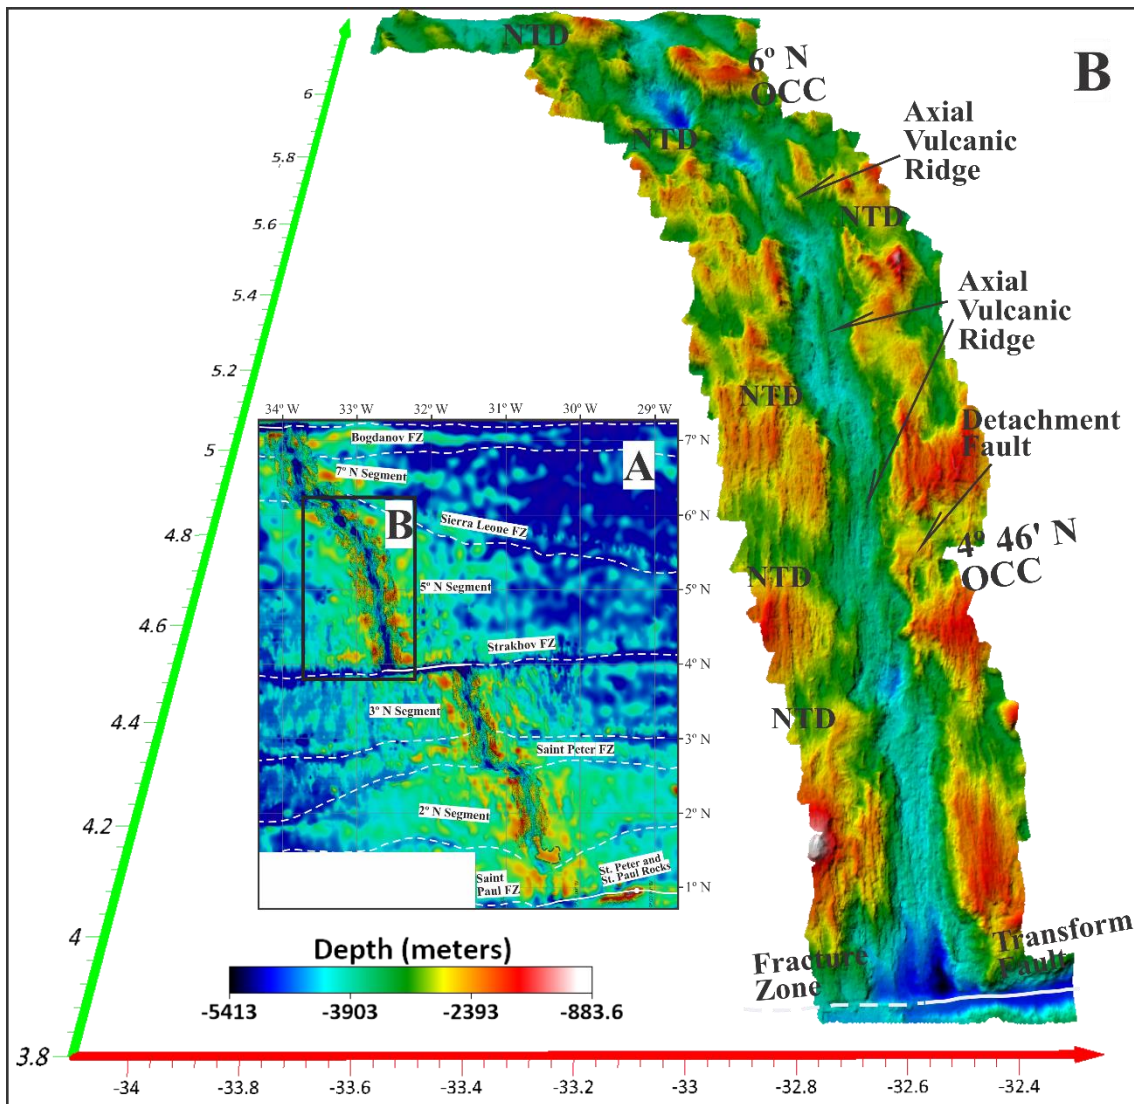 B
NTD
6º N
OCC
Axial
Vulcanic
Ridge
NTD
NTD
Axial
Vulcanic
Ridge
NTD
Detachment
Fault
4º 46' N
OCC
NTD
NTD
Fracture
Zone
Transform
Fault
6
5.8
5.6
5.4
5.2
5
4.8
4.6
4.4
4.2
4
3.8
-34
-33.8
-33.6
-33.4
-33.2
-33
-32.8
-32.6
-32.4
34º W
33º W
32º W
31º W
30º W
29º W
A
Bogdanov FZ
7º N
7º N Segment
B
6º N
Sierra Leone FZ
5º N Segment
5º N
Strakhov FZ
4º N
3º N Segment
3º N
Saint Peter FZ
2º N Segment
2º N
Saint
Paul FZ
St. Peter and
St. Paul Rocks
1º N
Depth (meters)
-5413
-3903
-2393
-883.6